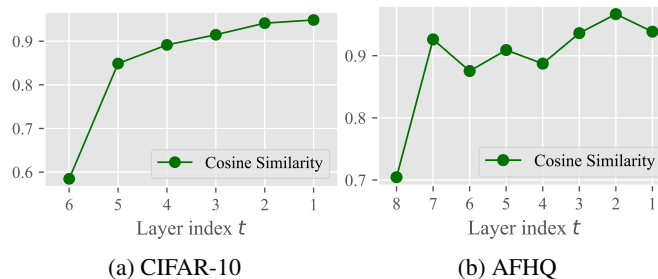 0.9
0.8
0.7
0.6
Cosine Similarity
6 5 4 3 2 1
Layer index t
(a) CIFAR-10
0.9
0.8
0.7
Cosine Similarity
8 7 6 5 4 3 2 1
Layer index t
(b) AFHQ